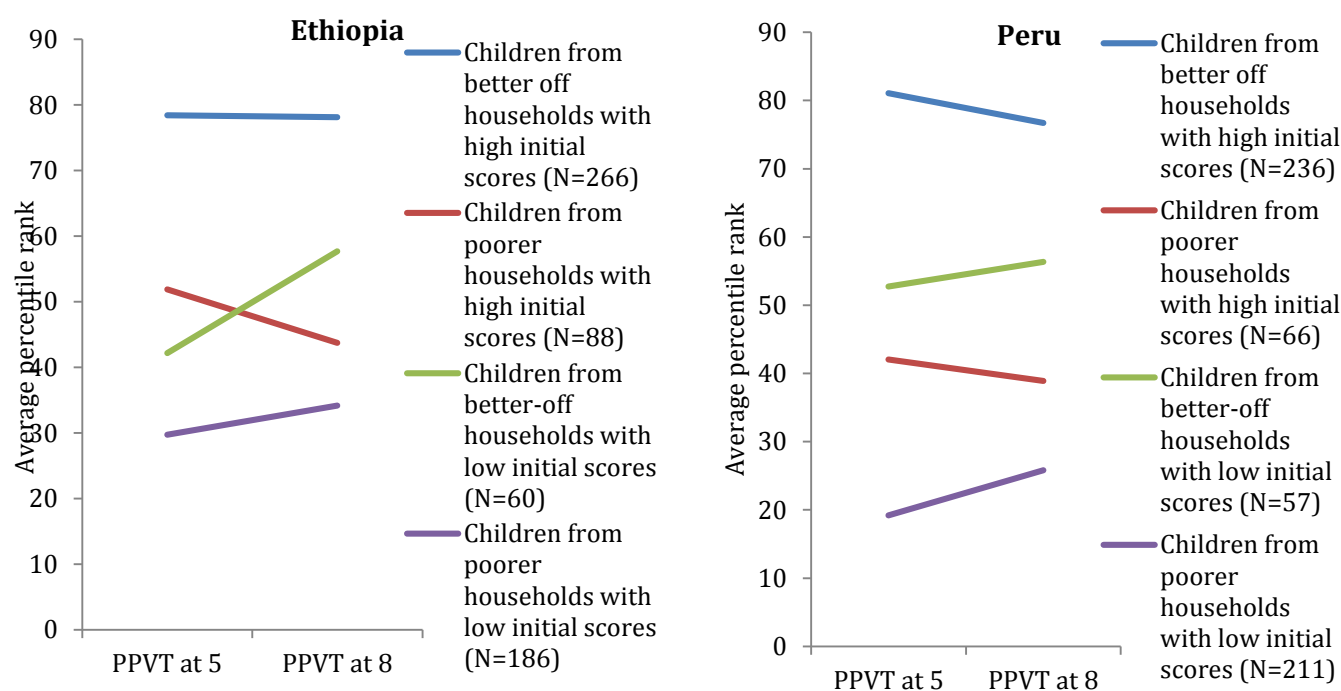 Ethiopia
90
80
70
60
50
40
30
20
10
0
Average percentile rank
PPVT at 5
PPVT at 8
Children from
better off
households with
high initial
scores (N=266)
Children from
poorer
households with
high initial
scores (N=88)
Children from
better-off
households with
low initial scores
(N=60)
Children from
poorer
households with
low initial scores
(N=186)
Peru
90
80
70
60
50
40
30
20
10
0
Average percentile rank
PPVT at 5
PPVT at 8
Children from
better off
households
with high initial
scores (N=236)
Children from
poorer
households
with high initial
scores (N=66)
Children from
better-off
households
with low initial
scores (N=57)
Children from
poorer
households
with low initial
scores (N=211)